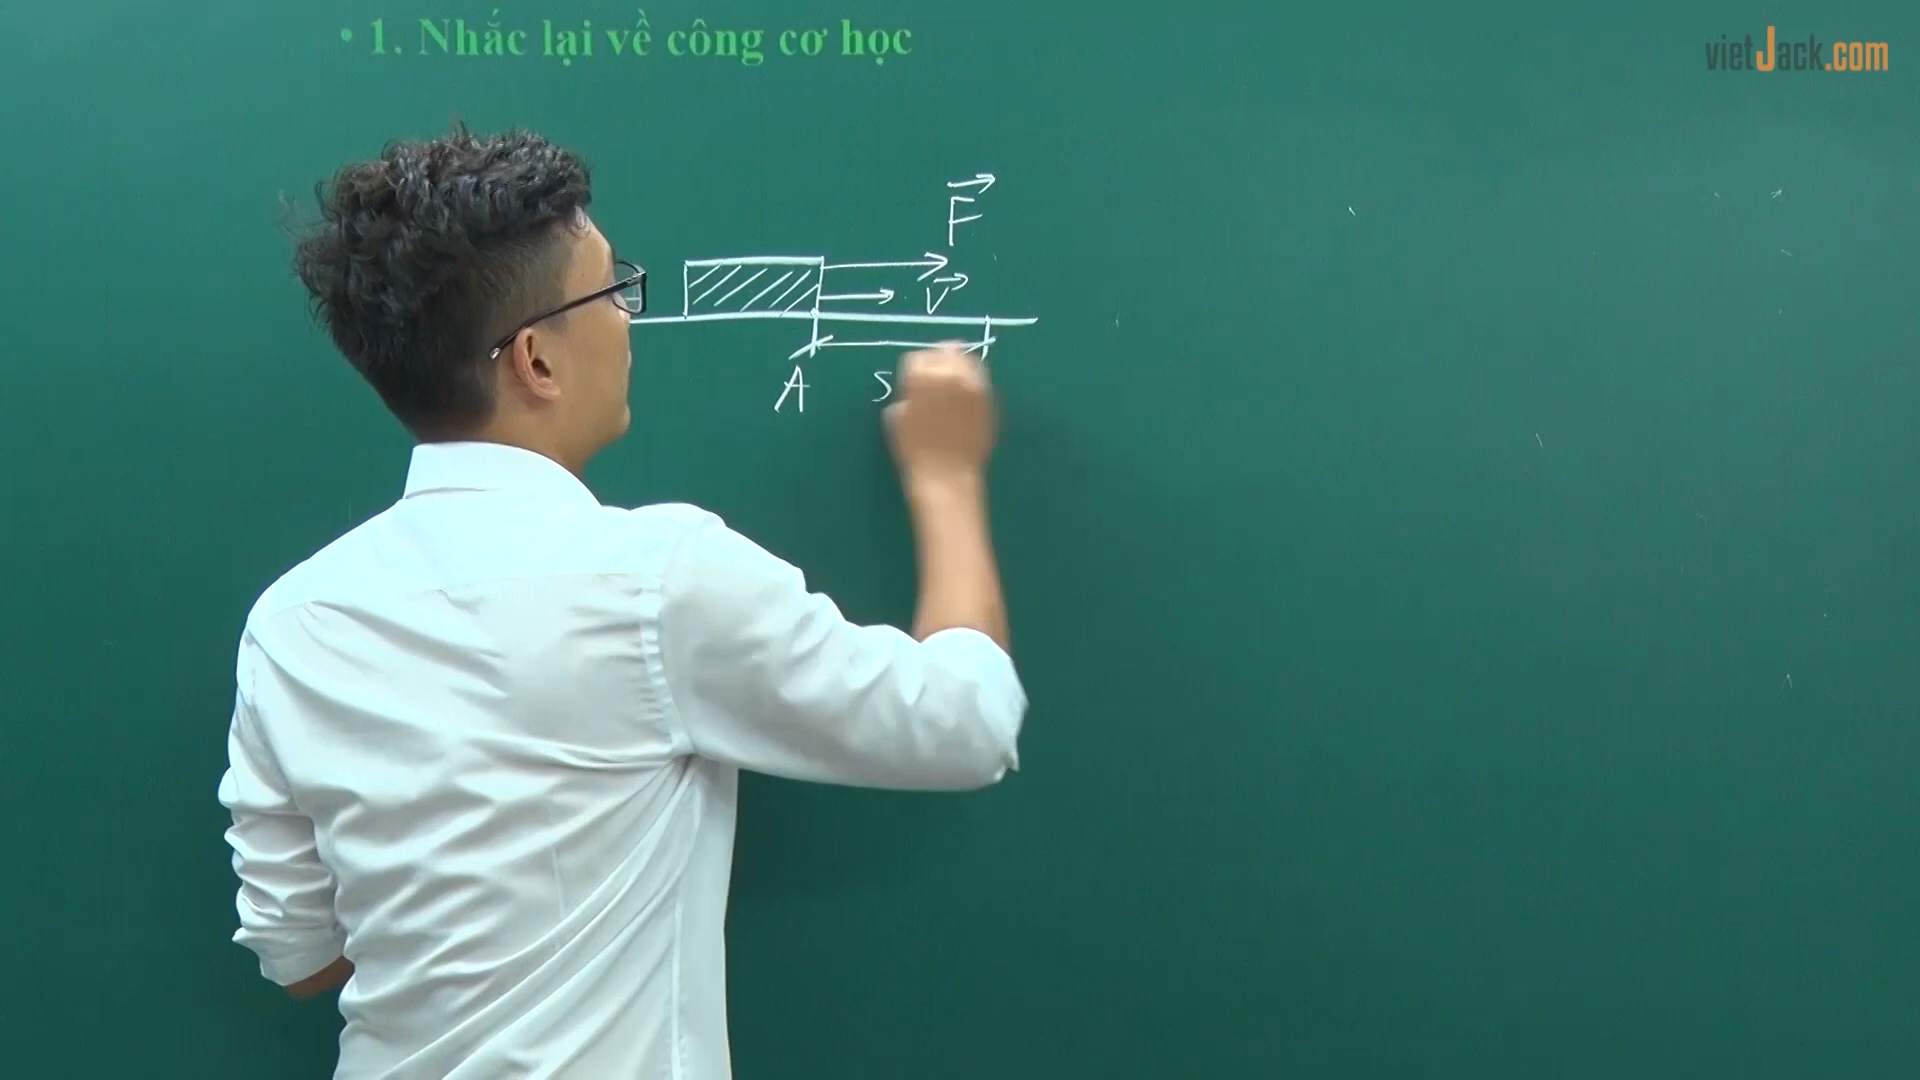 • 1. Nhắc lại về công cơ học
vietJack.com
F
v
A S